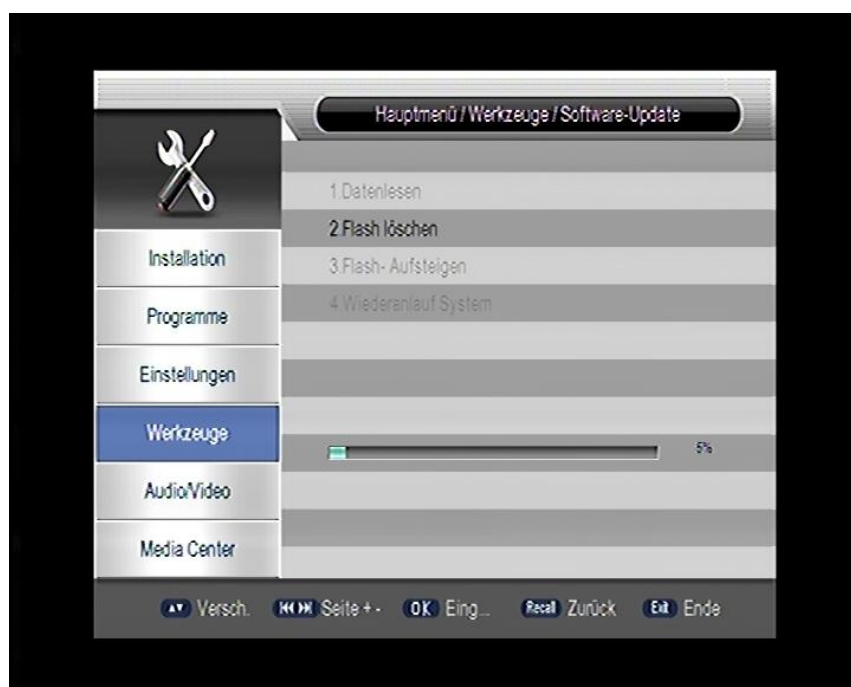 Hauptmenü / Werkzeuge / Software-Update
1.Datenlesen
2.Flash löschen
3.Flash- Aufsteigen
4.Wiederanlauf System
5%
Installation
Programme
Einstellungen
Werkzeuge
Audio/Video
Media Center
Versch. Seite + - OK Eing... Recall Zurück Exit Ende